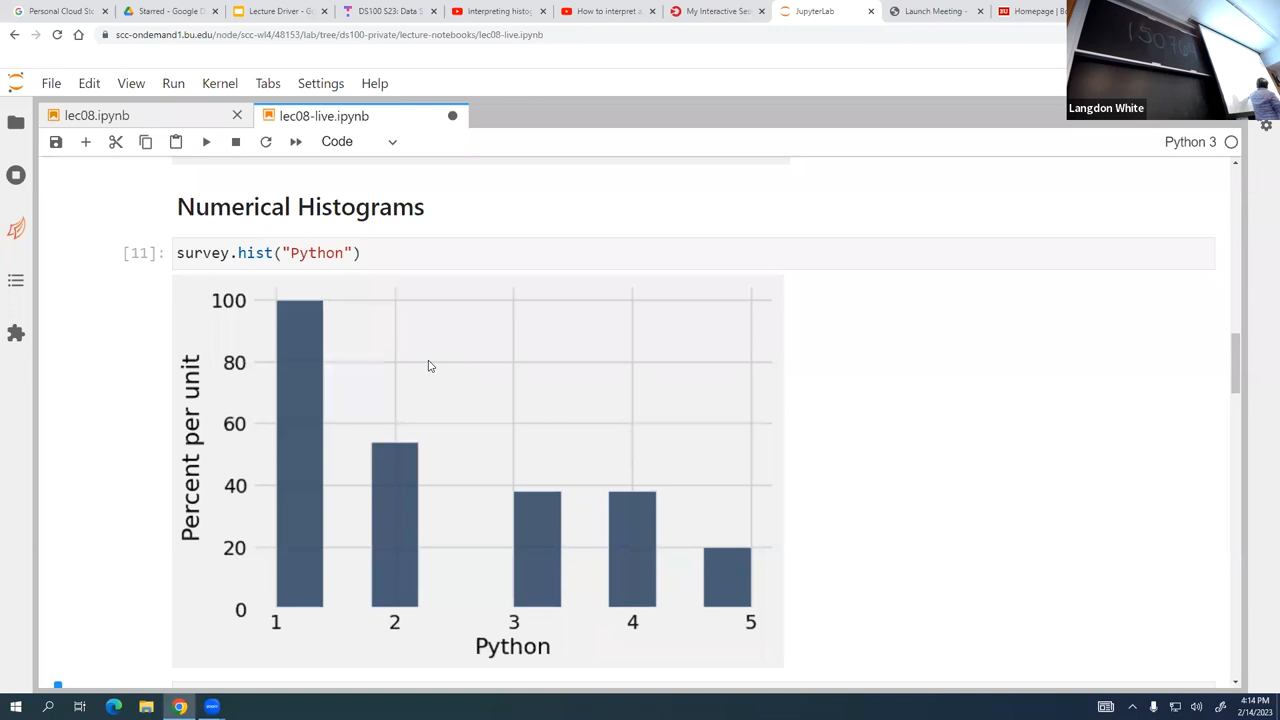 Personal Cloud Sto
Starred - Google D
Lecture Driver - Go
DS100 S23: Data S
Interpreting histog
How to interpret a
My Interactive Ses
JupyterLab
Launch Meeting -
Homepage | Bo
scc-ondemand1.bu.edu/node/scc-wl4/48153/lab/tree/ds100-private/lecture-notebooks/lec08-live.ipynb
Langdon White
File Edit View Run Kernel Tabs Settings Help
lec08.ipynb
lec08-live.ipynb
Code
Python 3
Numerical Histograms
[11]: survey.hist("Python")
100
80
60
40
20
0
Percent per unit
1 2 3 4 5
Python
4:14 PM
2/14/2023